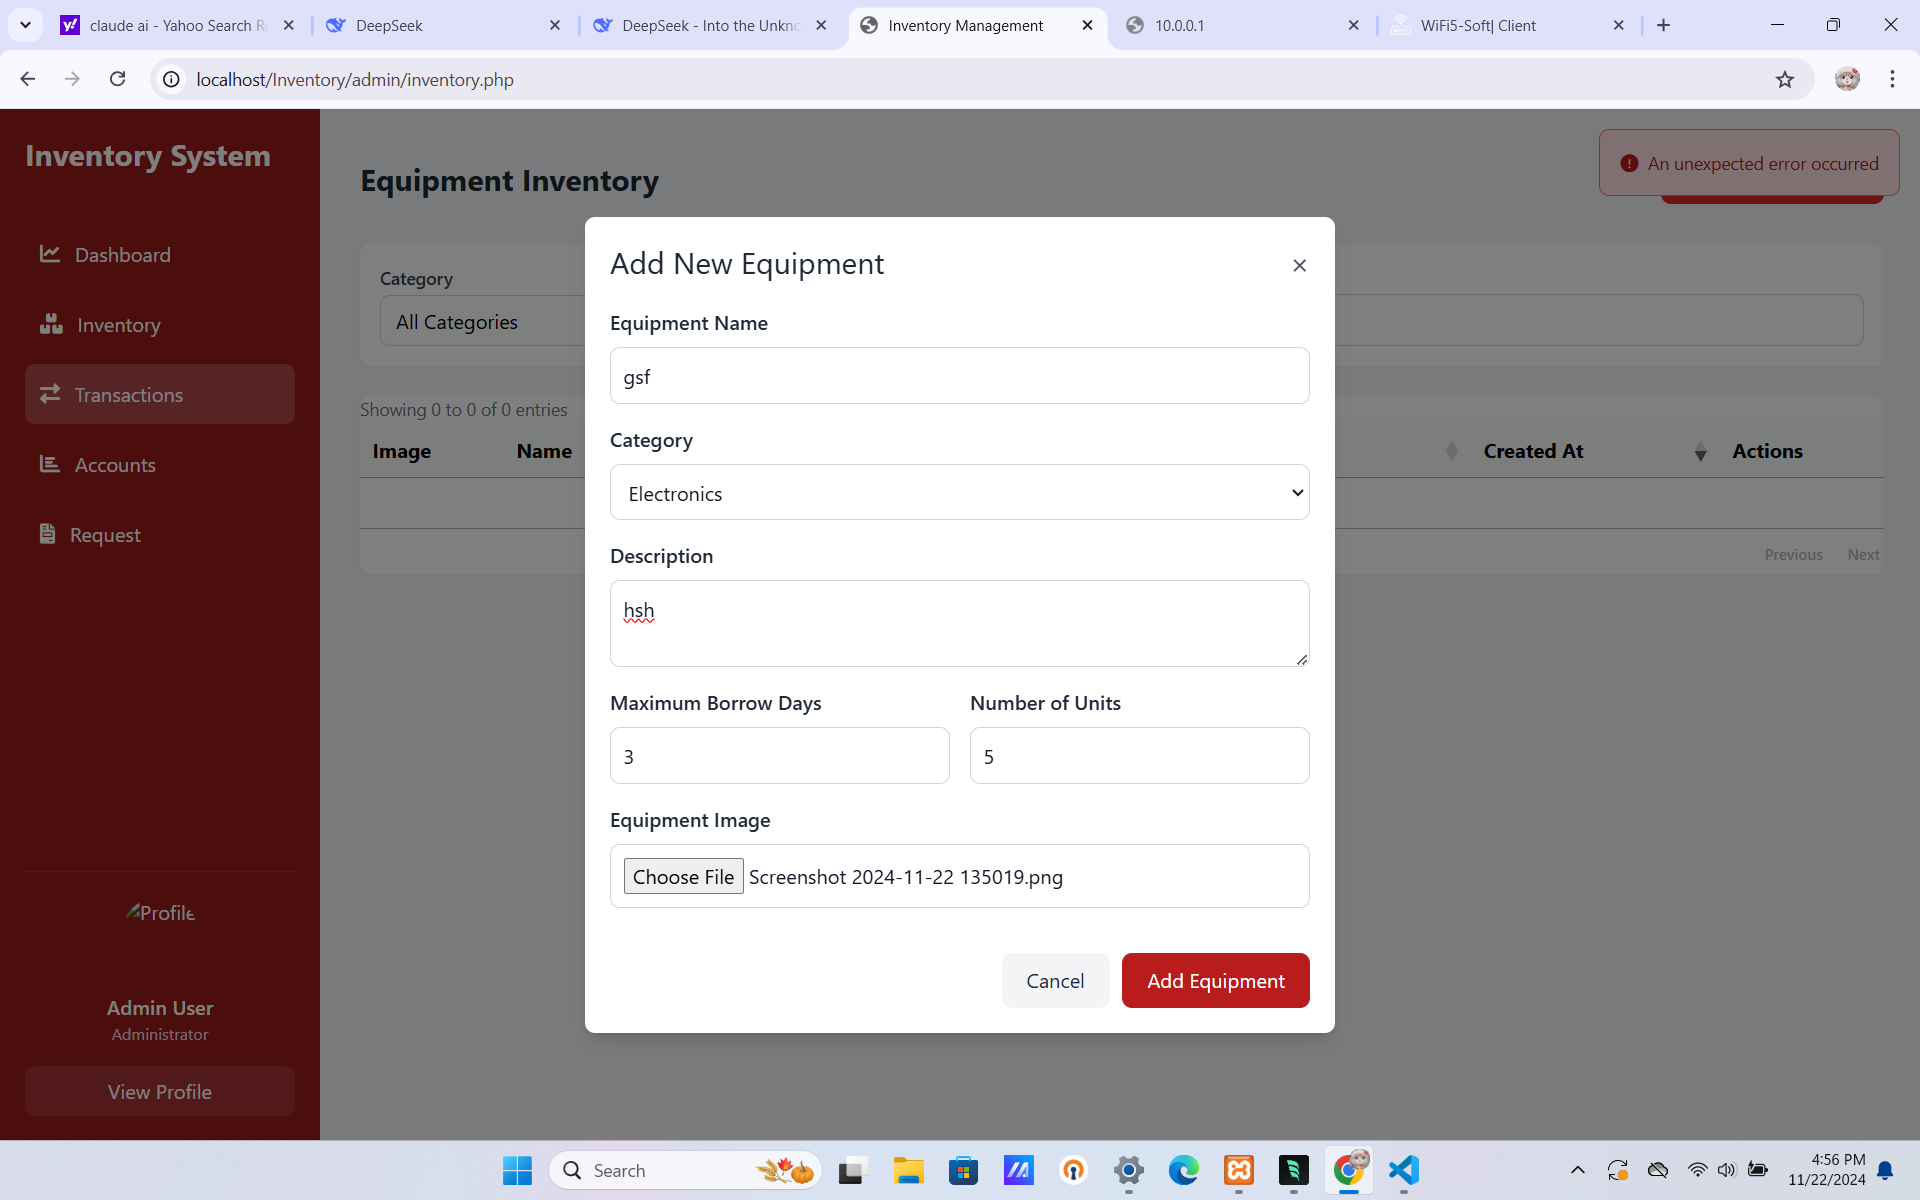 claude ai - Yahoo Search R
DeepSeek
DeepSeek - Into the Unkno
Inventory Management
10.0.0.1
WiFi5-Soft| Client
localhost/Inventory/admin/inventory.php
Inventory System
Dashboard
Inventory
Transactions
Accounts
Request
Profile
Admin User
Administrator
View Profile
Equipment Inventory
An unexpected error occurred
Category
All Categories
Showing 0 to 0 of 0 entries
Image Name Created At Actions
Previous Next
Add New Equipment
Equipment Name
gsf
Category
Electronics
Description
hsh
Maximum Borrow Days Number of Units
3 5
Equipment Image
Choose File Screenshot 2024-11-22 135019.png
Cancel Add Equipment
Search
4:56 PM
11/22/2024